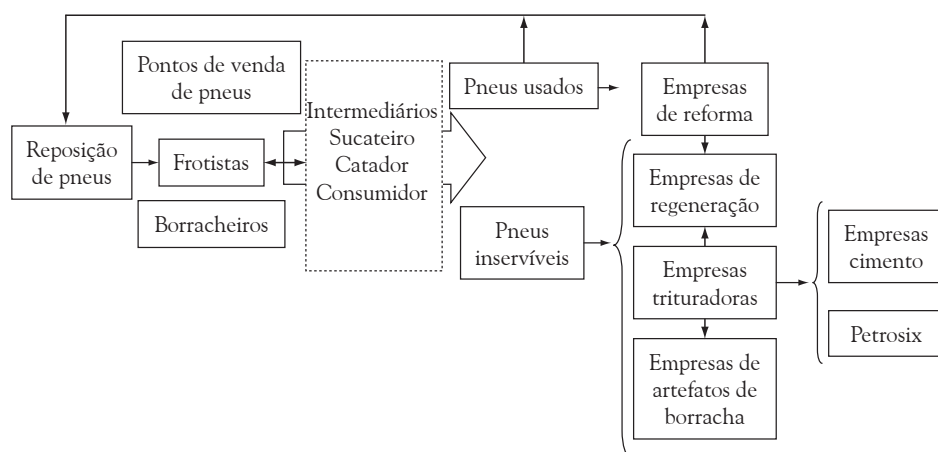 Pontos de venda
de pneus
Reposição
de pneus
Frotistas
Borracheiros
Intermediários
Sucateiro
Catador
Consumidor
Pneus usados
Pneus
inservíveis
Empresas
de reforma
Empresas de
regeneração
Empresas
trituradoras
Empresas de
artefatos de
borracha
Empresas
cimento
Petrosix